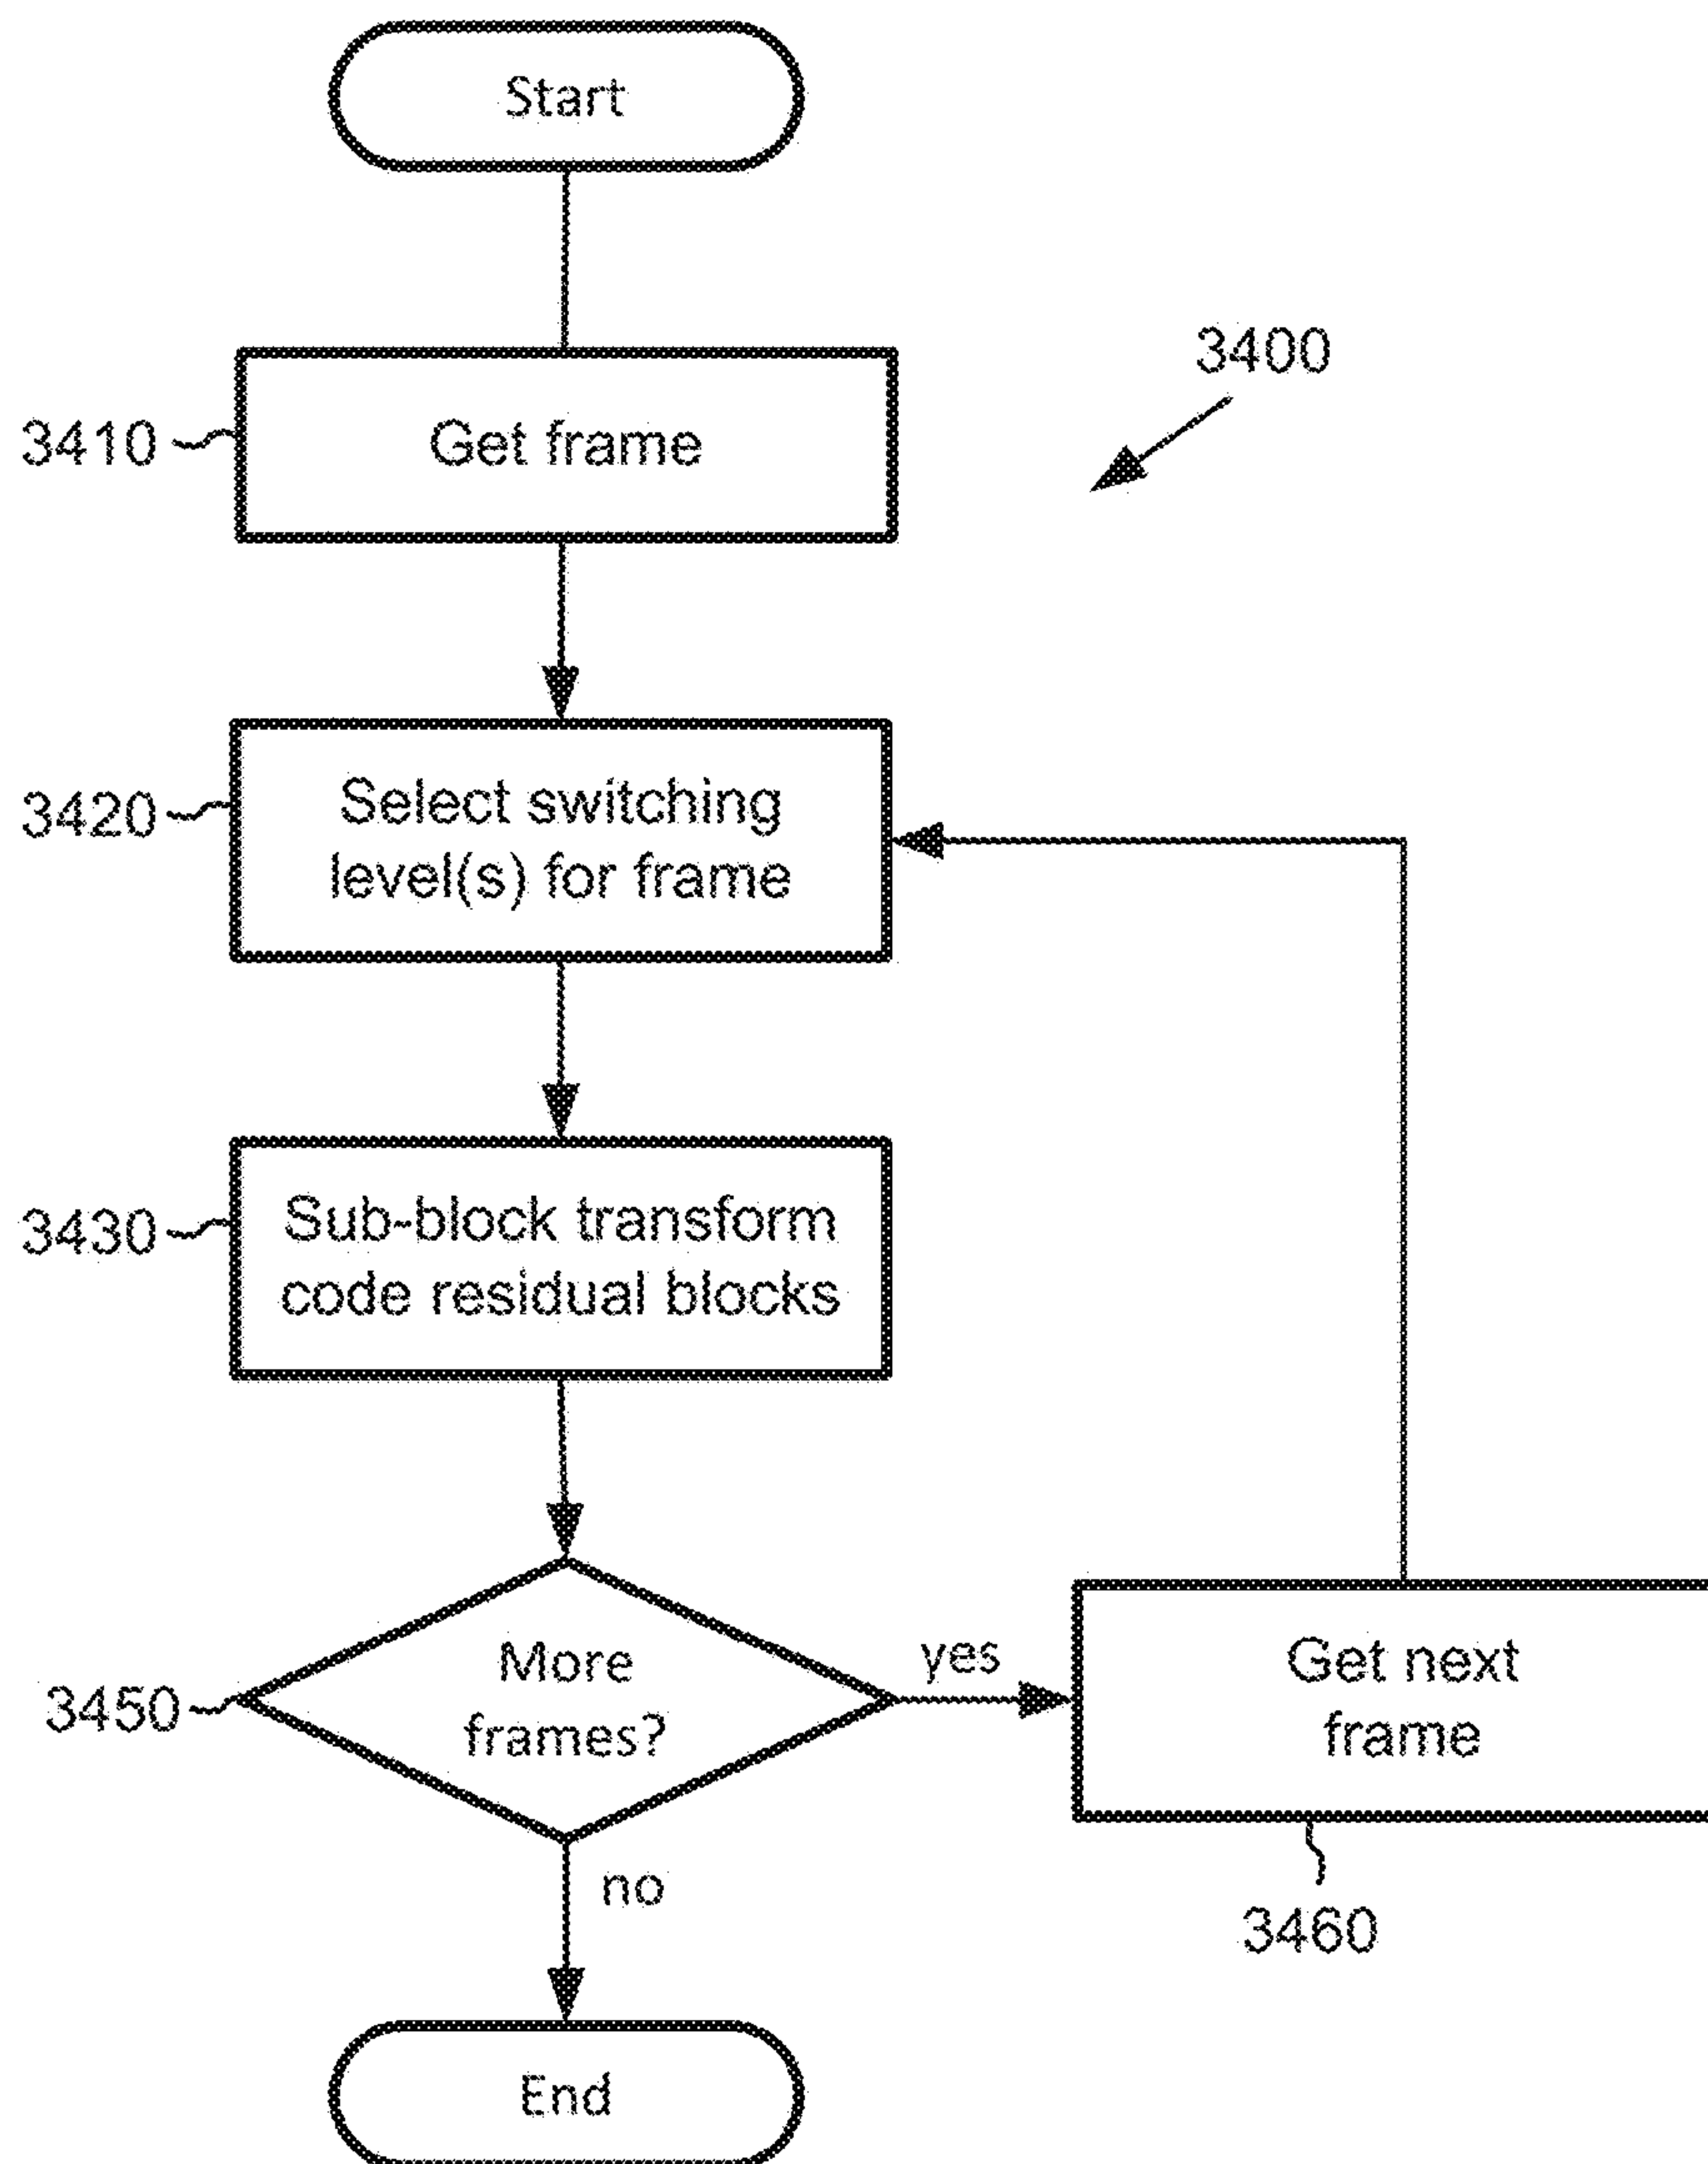 Start
3400
3410
Get frame
3420
Select switching
level(s) for frame
3430
Sub-block transform
code residual blocks
3450
More
frames?
yes
Get next
frame
3460
no
End